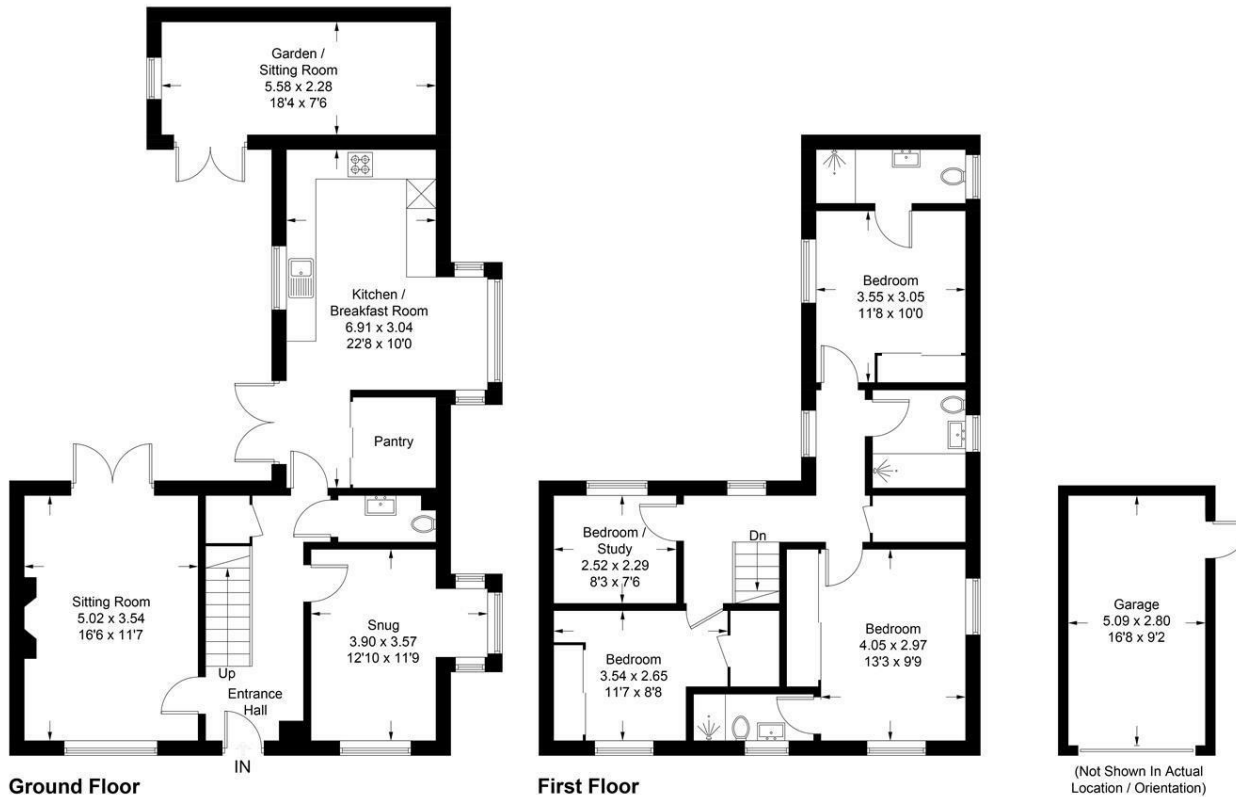 Garden /
Sitting Room
5.58 x 2.28
18'4 x 7'6
Kitchen /
Breakfast Room
6.91 x 3.04
22'8 x 10'0
Pantry
Sitting Room
5.02 x 3.54
16'6 x 11'7
Up
Entrance
Hall
Snug
3.90 x 3.57
12'10 x 11'9
IN
Ground Floor
Bedroom
3.55 x 3.05
11'8 x 10'0
Bedroom /
Study
2.52 x 2.29
8'3 x 7'6
Dn
Bedroom
3.54 x 2.65
11'7 x 8'8
Bedroom
4.05 x 2.97
13'3 x 9'9
First Floor
Garage
5.09 x 2.80
16'8 x 9'2
(Not Shown In Actual
Location / Orientation)